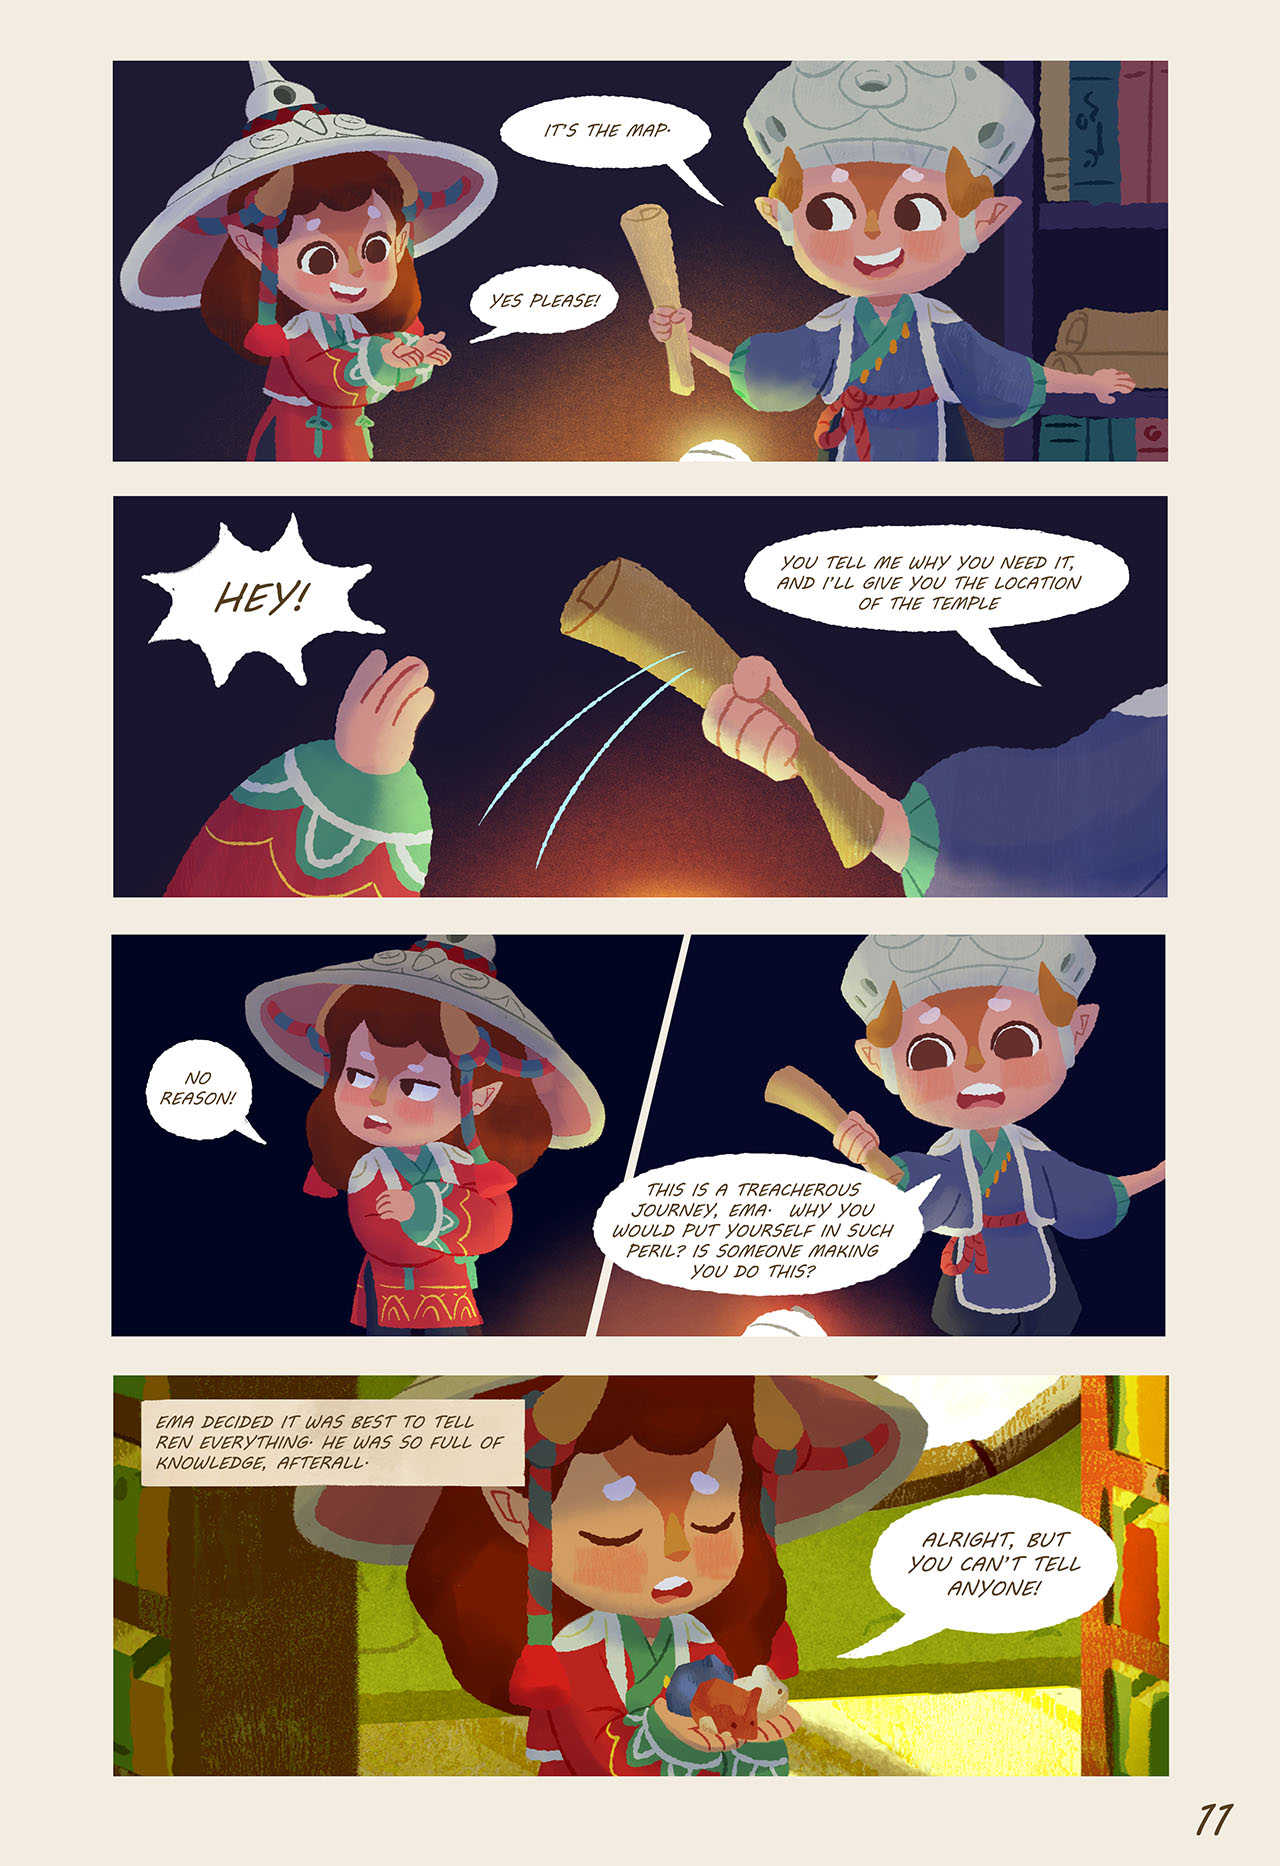 IT'S THE MAP.
YES PLEASE!
HEY!
YOU TELL ME WHY YOU NEED IT,
AND I'LL GIVE YOU THE LOCATION
OF THE TEMPLE
NO
REASON!
THIS IS A TREACHEROUS
JOURNEY, EMA. WHY YOU
WOULD PUT YOURSELF IN SUCH
PERIL? IS SOMEONE MAKING
YOU DO THIS?
EMA DECIDED IT WAS BEST TO TELL
REN EVERYTHING. HE WAS SO FULL OF
KNOWLEDGE, AFTERALL.
ALRIGHT, BUT
YOU CAN'T TELL
ANYONE!
11